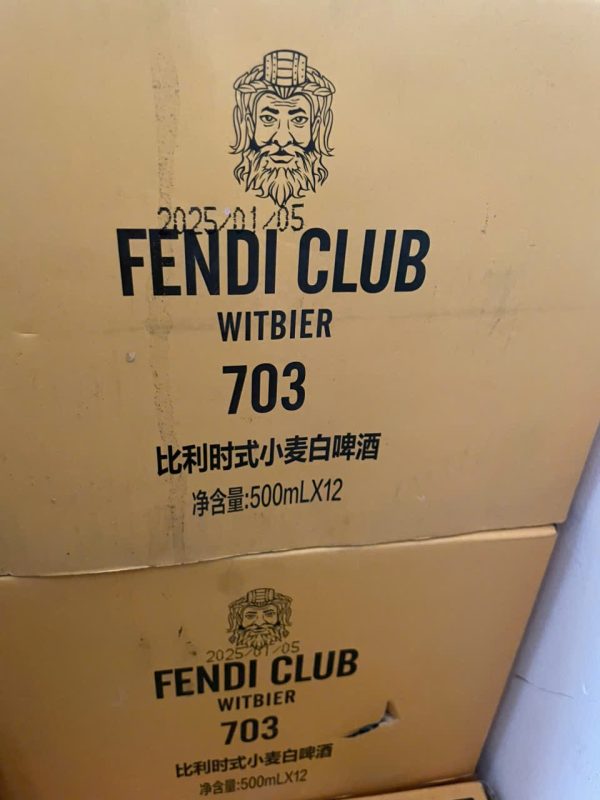 2025/01/05
FENDI CLUB
WITBIER
703
比利时式小麦白啤酒
净含量:500mLX12
2025/01/05
FENDI CLUB
WITBIER
703
比利时式小麦白啤酒
净含量:500mLX12